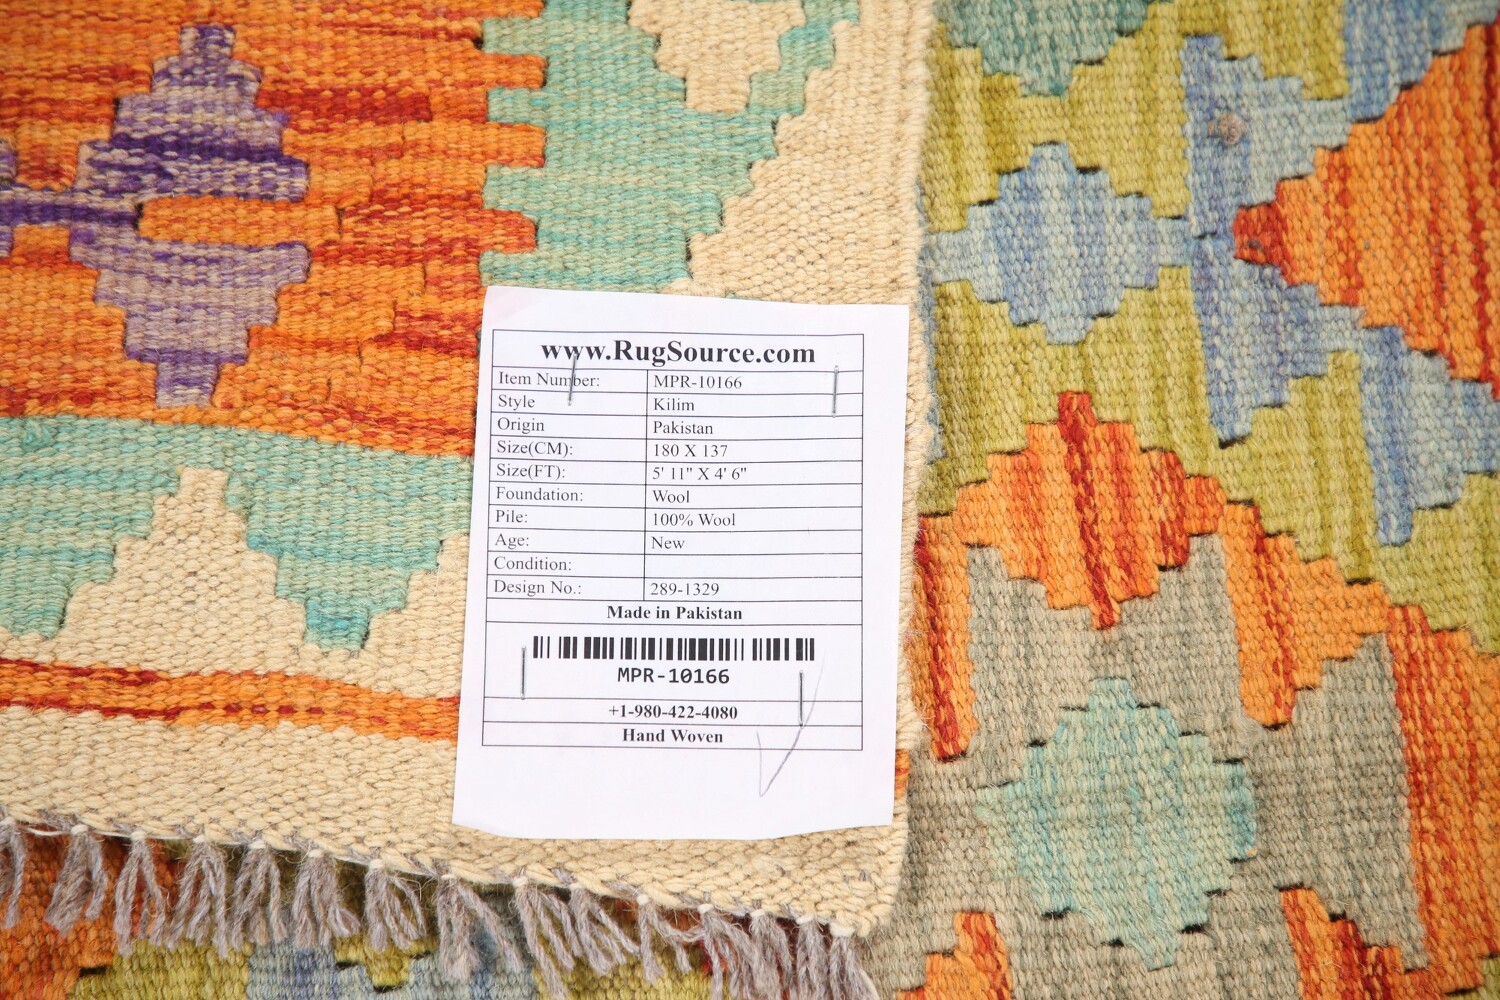 www.RugSource.com
Item Number: MPR-10166
Style Kilim
Origin Pakistan
Size(CM): 180 X 137
Size(FT): 5' 11" X 4' 6"
Foundation: Wool
Pile: 100% Wool
Age: New
Condition:
Design No.: 289-1329
Made in Pakistan
MPR-10166
+1-980-422-4080
Hand Woven